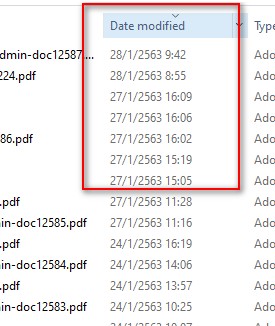 Date modified Type
dmin-doc12587.... 28/1/2563 9:42 Ado
224.pdf 28/1/2563 8:55 Ado
27/1/2563 16:09 Ado
27/1/2563 16:06 Ado
86.pdf 27/1/2563 16:02 Ado
27/1/2563 15:19 Ado
27/1/2563 15:05 Ado
.pdf 27/1/2563 11:28 Ado
min-doc12585.pdf 27/1/2563 11:16 Ado
.pdf 24/1/2563 16:19 Ado
min-doc12584.pdf 24/1/2563 14:06 Ado
.pdf 24/1/2563 13:57 Ado
min-doc12583.pdf 24/1/2563 10:25 Ado